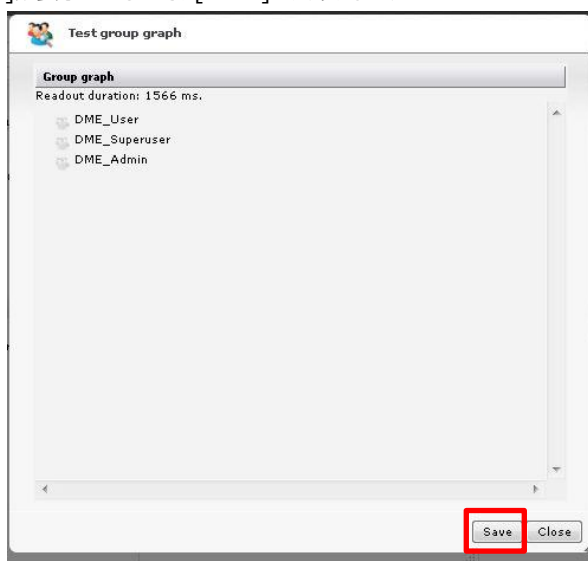 Test group graph
Group graph
Readout duration: 1566 ms.
DME_User
DME_Superuser
DME_Admin
Save
Close